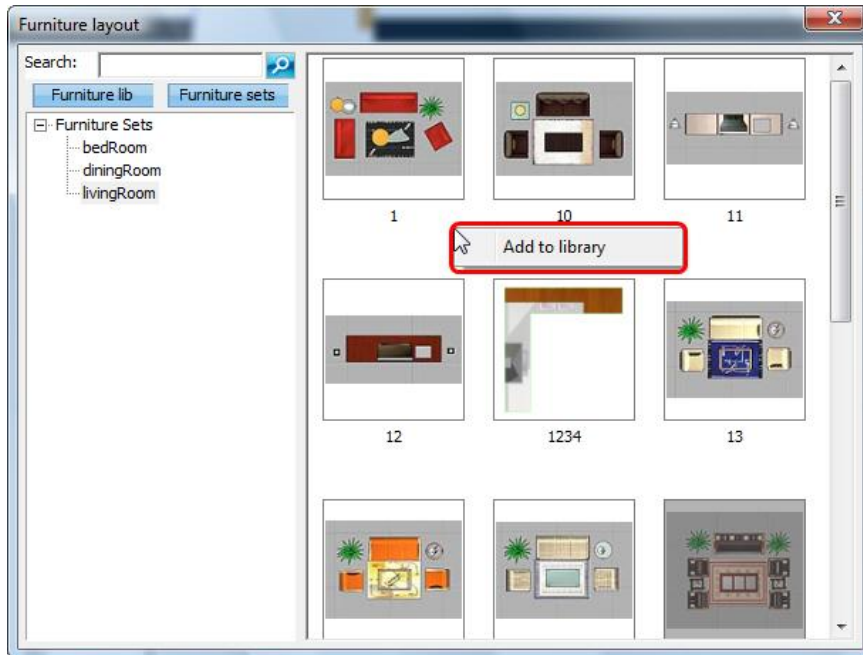 Furniture layout
Search:
Furniture lib Furniture sets
Furniture Sets
bedRoom
diningRoom
livingRoom
1 10 11
Add to library
12 1234 13